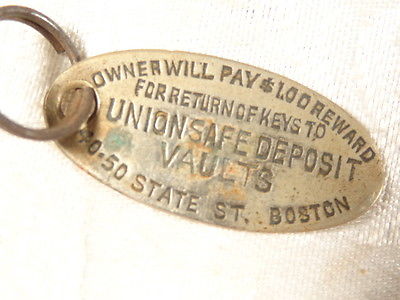 OWNER WILL PAY $1.00 REWARD
FOR RETURN OF KEYS TO
UNION SAFE DEPOSIT
VAULTS
40-50 STATE ST. BOSTON